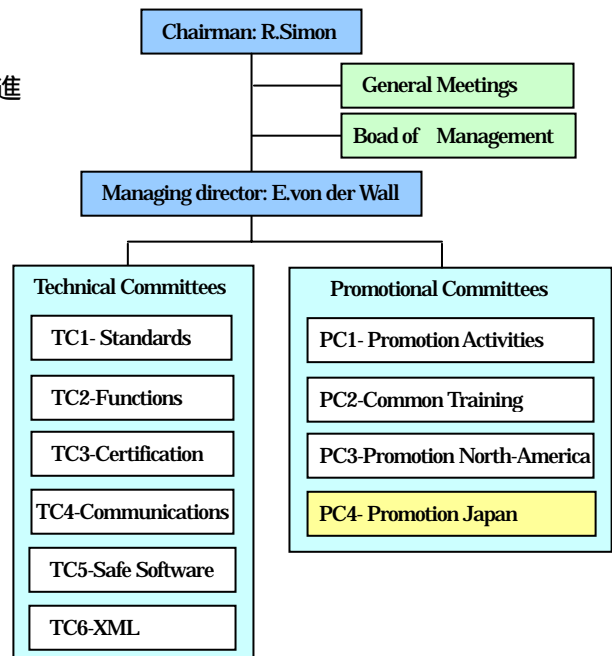 Chairman: R.Simon
進
General Meetings
Boad of Management
Managing director: E.von der Wall
Technical Committees
TC1- Standards
TC2-Functions
TC3-Certification
TC4-Communications
TC5-Safe Software
TC6-XML
Promotional Committees
PC1- Promotion Activities
PC2-Common Training
PC3-Promotion North-America
PC4- Promotion Japan